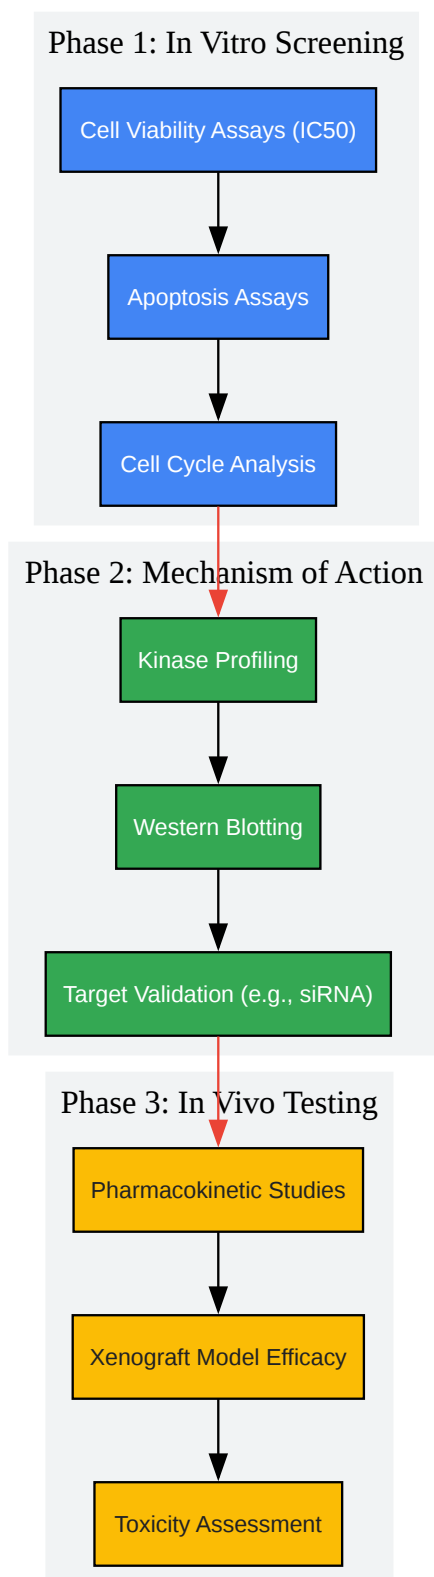 Phase 1: In Vitro Screening
Cell Viability Assays (IC50)
Apoptosis Assays
Cell Cycle Analysis
Phase 2: Mechanism of Action
Kinase Profiling
Western Blotting
Target Validation (e.g., siRNA)
Phase 3: In Vivo Testing
Pharmacokinetic Studies
Xenograft Model Efficacy
Toxicity Assessment